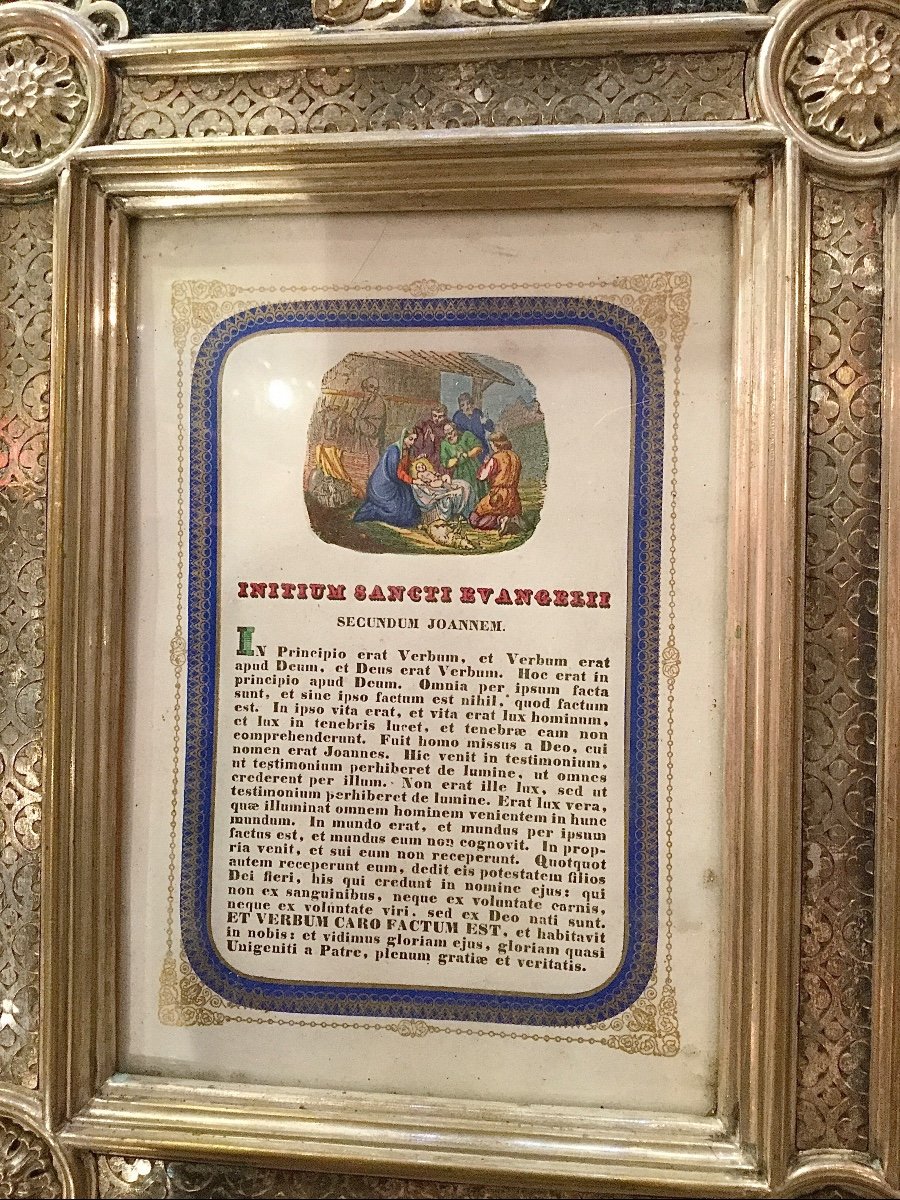 INITIUM SANCTI EVANGELII
SECUNDUM JOANNEM.
IN Principio erat Verbum, et Verbum erat
apud Deum, et Deus erat Verbum. Hoc erat in
principio apud Deum. Omnia per ipsum facta
sunt, et sine ipso factum est nihil, quod factum
est. In ipso vita erat, et vita erat lux hominum,
et lux in tenebris lucet, et tenebræ eam non
comprehenderunt. Fuit homo missus a Deo, cui
nomen erat Joannes. Hic venit in testimonium,
ut testimonium perhiberet de lumine, ut omnes
crederent per illum. Non erat ille lux, sed ut
testimonium perhiberet de lumine. Erat lux vera,
quæ illuminat omnem hominem venientem in hunc
mundum. In mundo erat, et mundus per ipsum
factus est, et mundus eum non cognovit. In prop-
ria venit, et sui eum non receperunt. Quotquot
autem receperunt eum, dedit eis potestatem filios
Dei fieri, his qui credunt in nomine ejus: qui
non ex sanguinibus, neque ex voluntate carnis,
neque ex voluntate viri, sed ex Deo nati sunt.
ET VERBUM CARO FACTUM EST, et habitavit
in nobis: et vidimus gloriam ejus, gloriam quasi
Unigeniti a Patre, plenum gratiæ et veritatis.